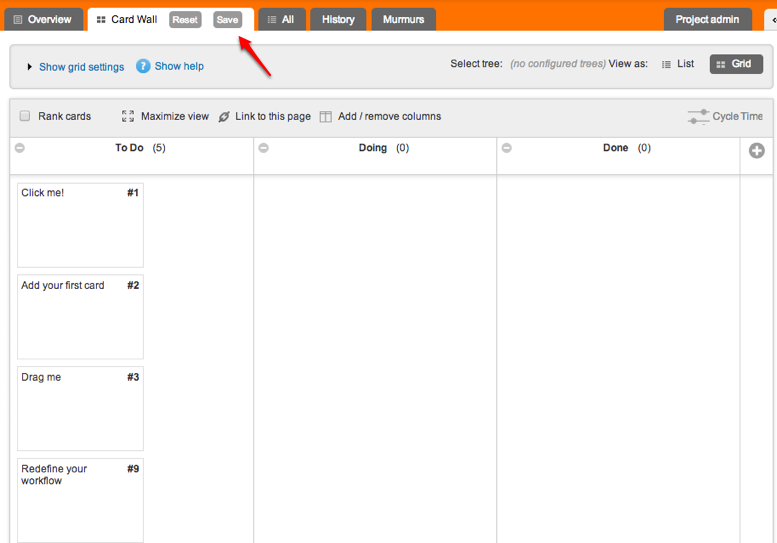 Overview Card Wall Reset Save All History Murmurs Project admin
Show grid settings ? Show help Select tree: (no configured trees) View as: List Grid
Rank cards Maximize view Link to this page Add / remove columns Cycle Time
To Do (5) Doing (0) Done (0)
Click me! #1
Add your first card #2
Drag me #3
Redefine your #9
workflow